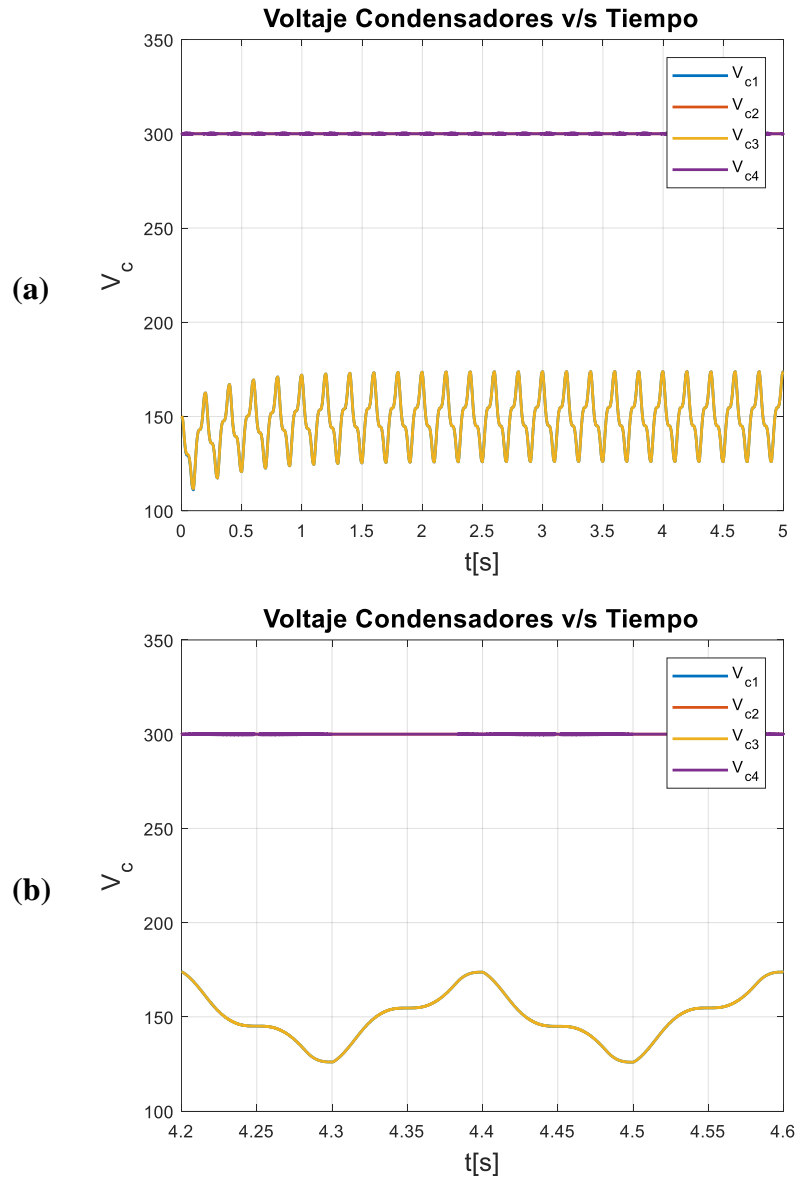 Voltaje Condensadores v/s Tiempo
350
300
250
200
150
100
V_c
(a)
V_c1
V_c2
V_c3
V_c4
0 0.5 1 1.5 2 2.5 3 3.5 4 4.5 5
t[s]
Voltaje Condensadores v/s Tiempo
350
300
250
200
150
100
V_c
(b)
V_c1
V_c2
V_c3
V_c4
4.2 4.25 4.3 4.35 4.4 4.45 4.5 4.55 4.6
t[s]